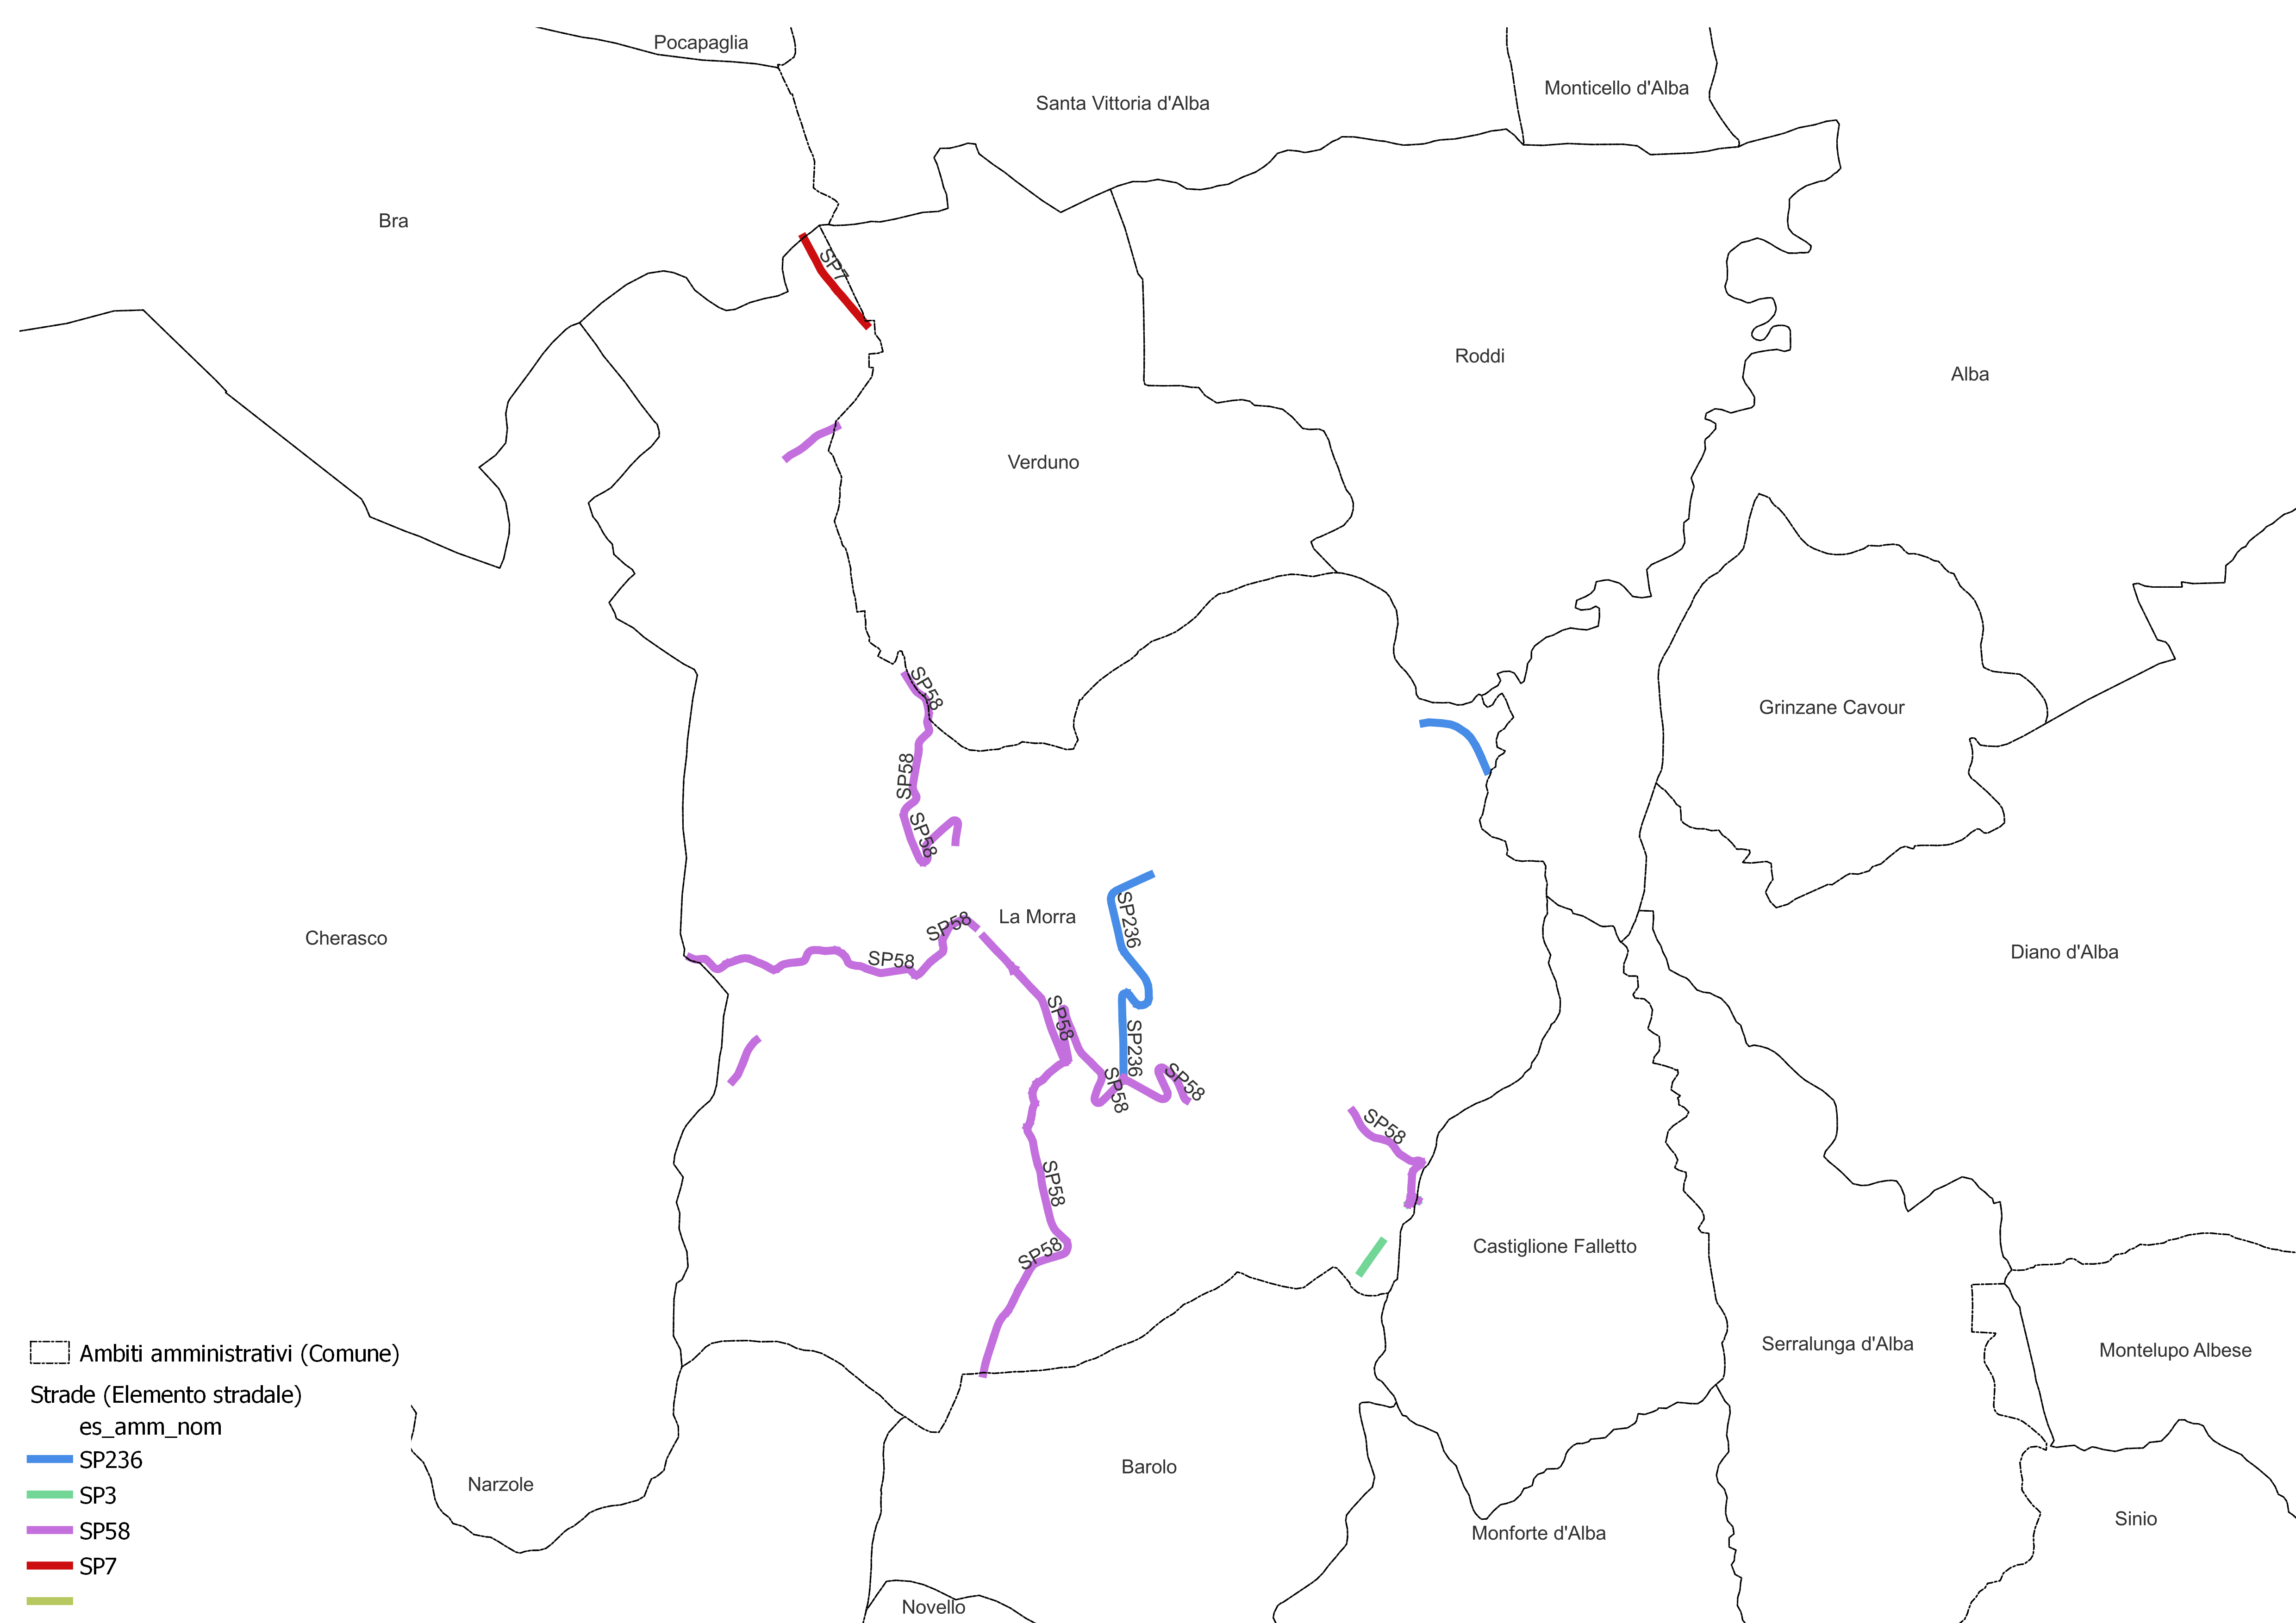 Pocapaglia
Monticello d'Alba
Santa Vittoria d'Alba
Bra
SP7
Roddi
Alba
Verduno
SP58
Grinzane Cavour
SP58
SP58
La Morra
SP236
SP58
Cherasco
Diano d'Alba
SP58
SP58
SP236
SP58
SP58
SP58
SP58
Castiglione Falletto
SP58
Serralunga d'Alba
Montelupo Albese
Ambiti amministrativi (Comune)
Strade (Elemento stradale)
es_amm_nom
SP236
SP3
SP58
SP7
Narzole
Barolo
Monforte d'Alba
Sinio
Novello